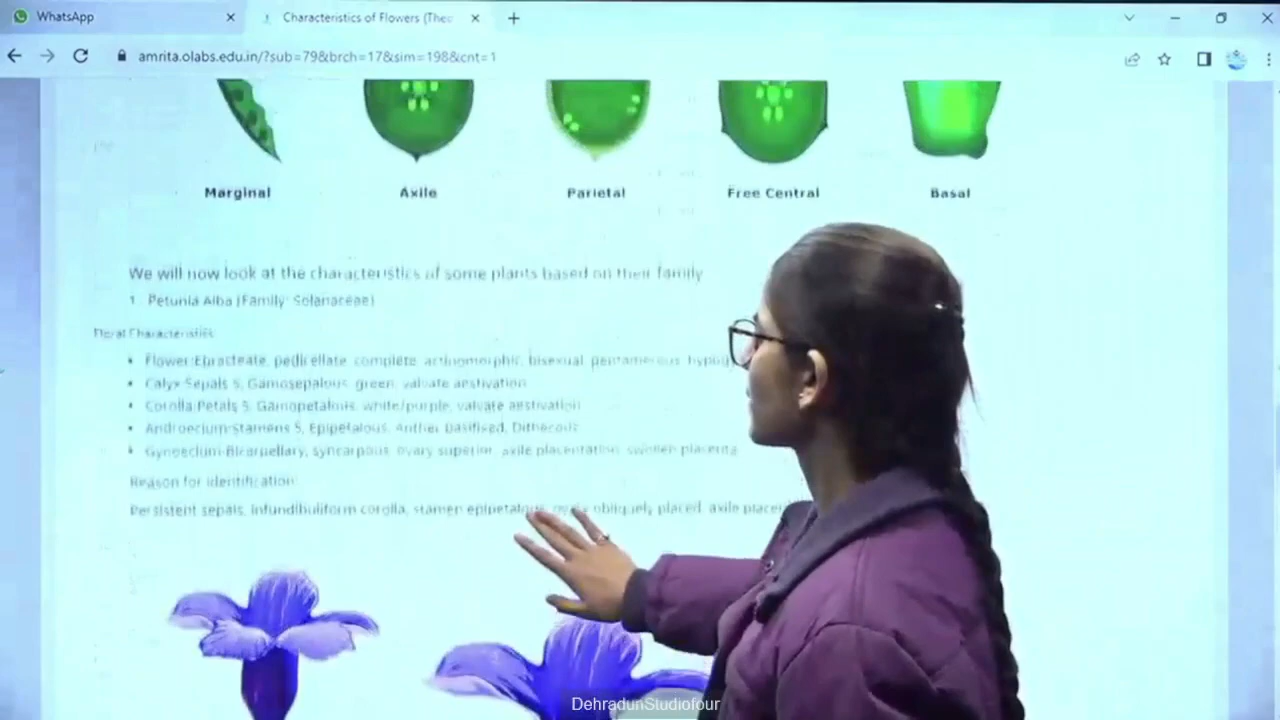 WhatsApp
Characteristics of Flowers (Theo
amrita.olabs.edu.in/?sub=79&brch=17&sim=198&cnt=1
Marginal
Axile
Parietal
Free Central
Basal
We will now look at the characteristics of some plants based on their family
1. Petunia Alba (Family: Solanaceae)
Floral Characteristics
• Flower:Ebracteate, pedicellate, complete, actinomorphic, bisexual, pentamerous, hypog
• Calyx-Sepals 5, Gamosepalous, green, valvate aestivation
• Corolla:Petals 5, Gamopetalous, white/purple, valvate aestivation
• Androecium:Stamens 5, Epipetalous, Anther basifixed, Dithecous
• Gynoecium-Bicarpellary, syncarpous, ovary superior, axile placentation, swollen placenta
Reason for identification:
Persistent sepals, infundibuliform corolla, stamen epipetalous, obliquely placed, axile placen
DehradunStudiofour